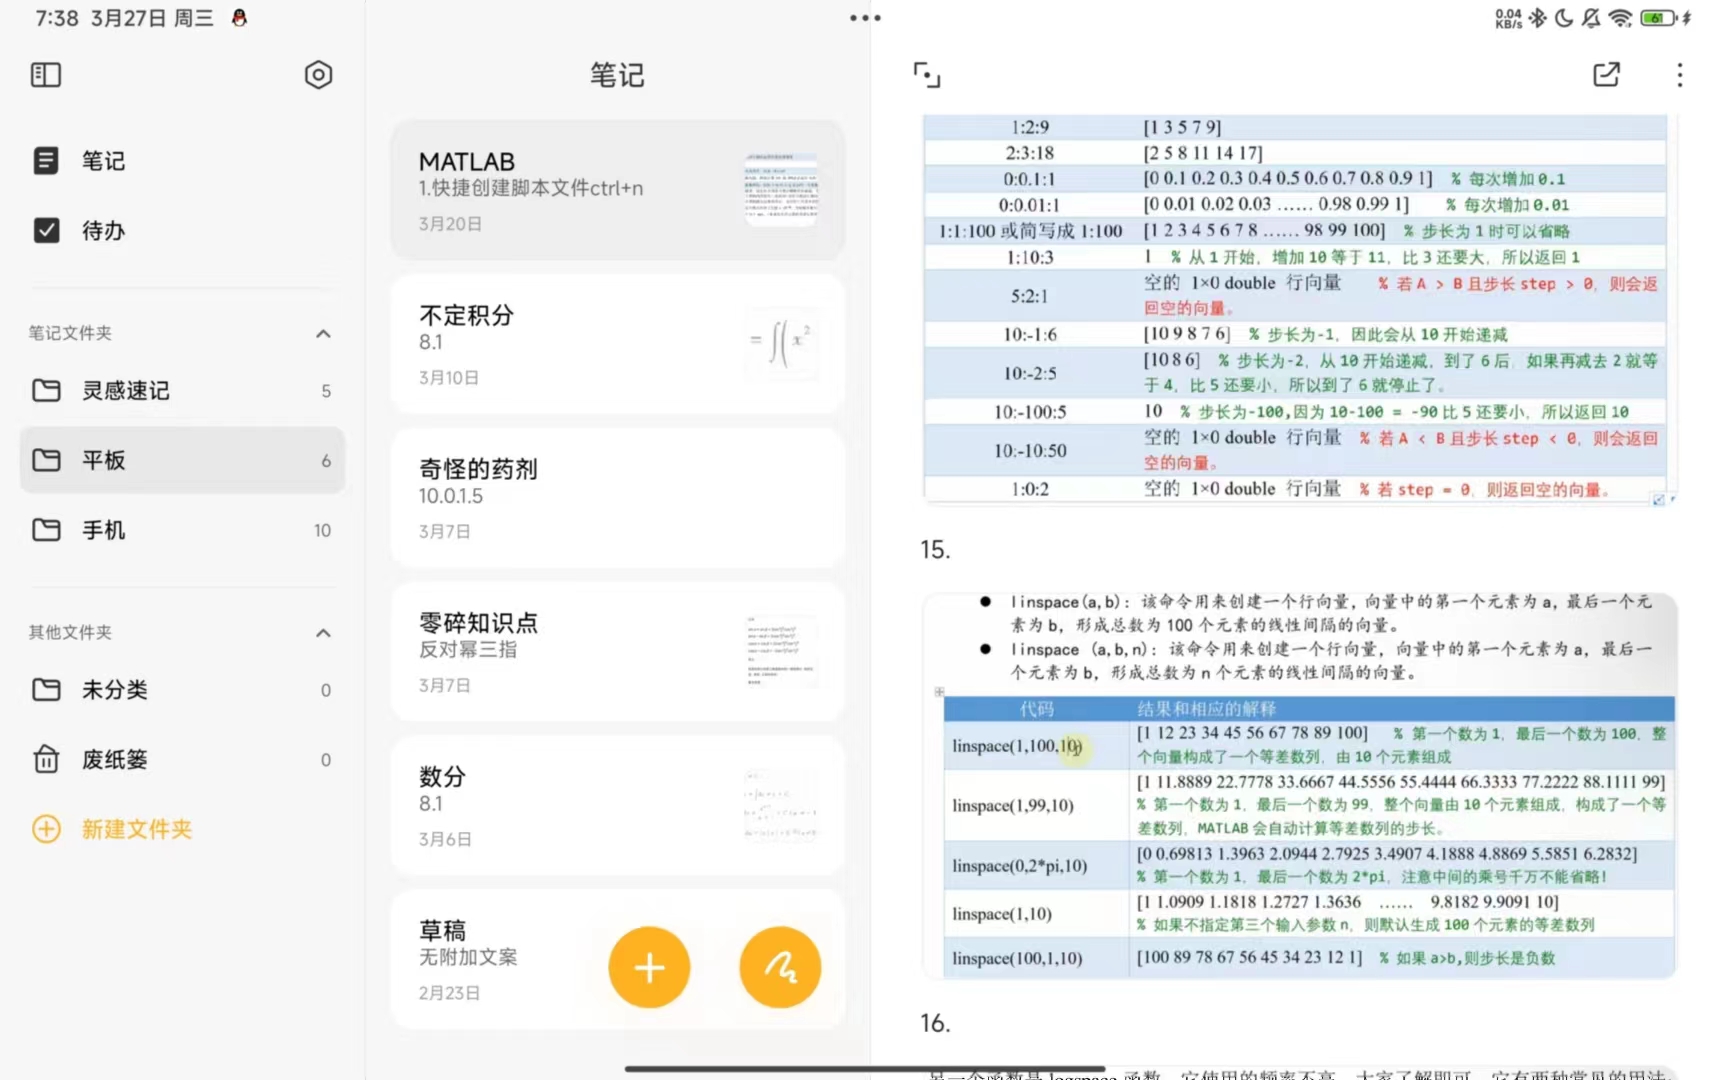 7:38 3月27日 周三
0.04 KB/s
61
笔记
待办
笔记文件夹
灵感速记 5
平板 6
手机 10
其他文件夹
未分类 0
废纸篓 0
新建文件夹
笔记
MATLAB
1.快捷创建脚本文件ctrl+n
3月20日
不定积分
8.1
3月10日
奇怪的药剂
10.0.1.5
3月7日
零碎知识点
反对幂三指
3月7日
数分
8.1
3月6日
草稿
无附加文案
2月23日
1:2:9 [1 3 5 7 9]
2:3:18 [2 5 8 11 14 17]
0:0.1:1 [0 0.1 0.2 0.3 0.4 0.5 0.6 0.7 0.8 0.9 1] % 每次增加 0.1
0:0.01:1 [0 0.01 0.02 0.03 …… 0.98 0.99 1] % 每次增加 0.01
1:1:100 或简写成 1:100 [1 2 3 4 5 6 7 8 …… 98 99 100] % 步长为 1 时可以省略
1:10:3 1 % 从 1 开始，增加 10 等于 11，比 3 还要大，所以返回 1
5:2:1 空的 1×0 double 行向量 % 若 A > B 且步长 step > 0，则会返
回空的向量。
10:-1:6 [10 9 8 7 6] % 步长为-1，因此会从 10 开始递减
10:-2:5 [10 8 6] % 步长为-2，从 10 开始递减，到了 6 后，如果再减去 2 就等
于 4，比 5 还要小，所以到了 6 就停止了。
10:-100:5 10 % 步长为-100,因为 10-100 = -90 比 5 还要小，所以返回 10
10:-10:50 空的 1×0 double 行向量 % 若 A < B 且步长 step < 0，则会返回
空的向量。
1:0:2 空的 1×0 double 行向量 % 若 step = 0，则返回空的向量。
15.
● linspace(a,b)：该命令用来创建一个行向量，向量中的第一个元素为 a，最后一个元
素为 b，形成总数为 100 个元素的线性间隔的向量。
● linspace (a,b,n)：该命令用来创建一个行向量，向量中的第一个元素为 a，最后一
个元素为 b，形成总数为 n 个元素的线性间隔的向量。
代码 结果和相应的解释
linspace(1,100,10) [1 12 23 34 45 56 67 78 89 100] % 第一个数为 1，最后一个数为 100，整
个向量构成了一个等差数列，由 10 个元素组成
linspace(1,99,10) [1 11.8889 22.7778 33.6667 44.5556 55.4444 66.3333 77.2222 88.1111 99]
% 第一个数为 1，最后一个数为 99，整个向量由 10 个元素组成，构成了一个等
差数列，MATLAB 会自动计算等差数列的步长。
linspace(0,2*pi,10) [0 0.69813 1.3963 2.0944 2.7925 3.4907 4.1888 4.8869 5.5851 6.2832]
% 第一个数为 1，最后一个数为 2*pi，注意中间的乘号千万不能省略！
linspace(1,10) [1 1.0909 1.1818 1.2727 1.3636 …… 9.8182 9.9091 10]
% 如果不指定第三个输入参数 n，则默认生成 100 个元素的等差数列
linspace(100,1,10) [100 89 78 67 56 45 34 23 12 1] % 如果 a>b,则步长是负数
16.
另一个函数是 logspace 函数，它使用的频率不高，大家了解即可，它有两种常见的用法